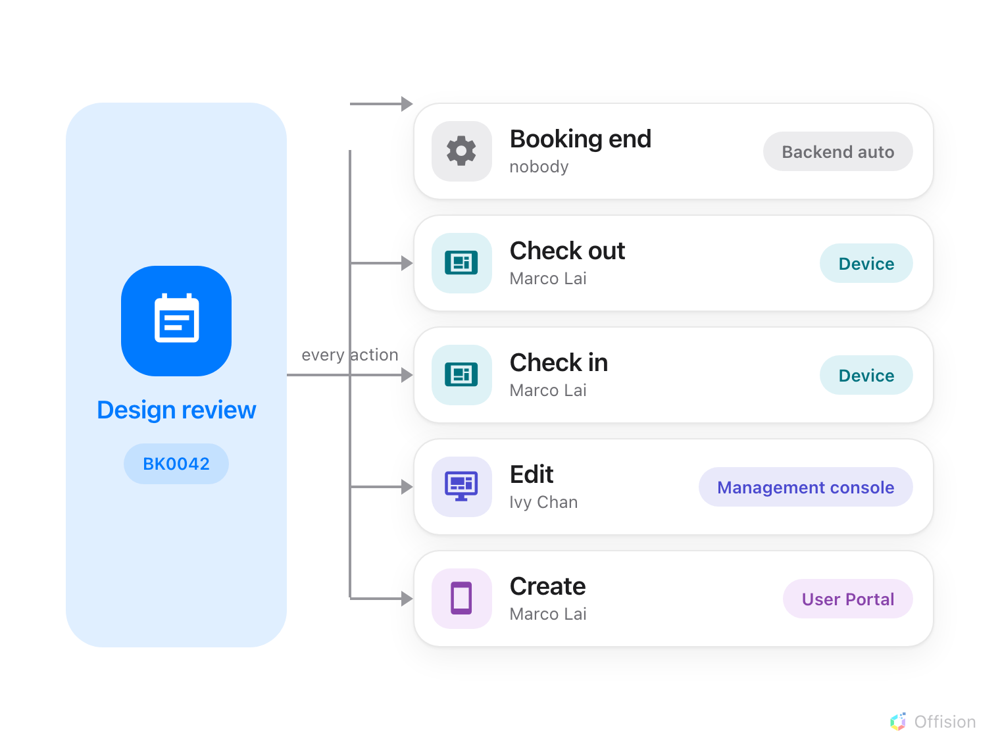 Design review
BK0042
every action
Booking end
nobody
Backend auto
Check out
Marco Lai
Device
Check in
Marco Lai
Device
Edit
Ivy Chan
Management console
Create
Marco Lai
User Portal
Offision